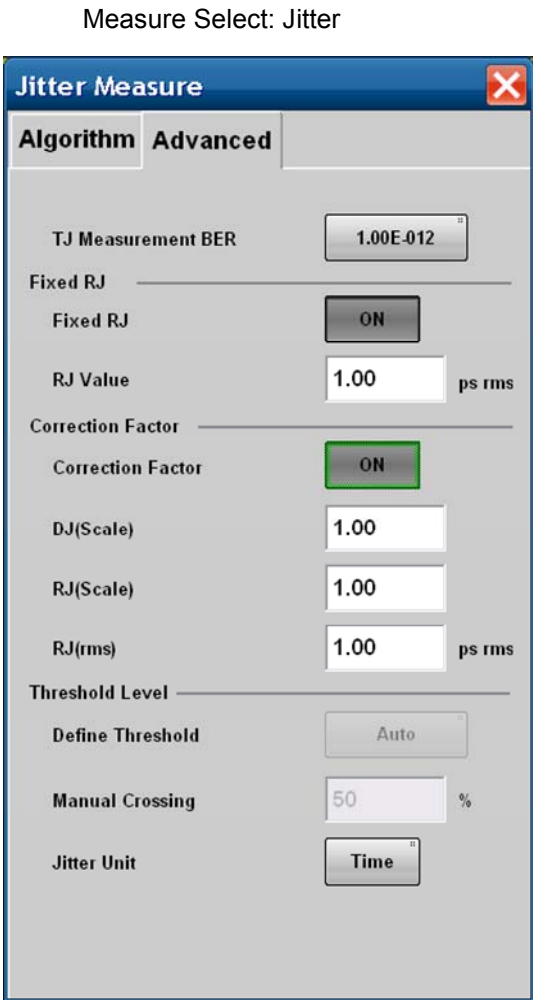 Measure Select: Jitter
Jitter Measure
Algorithm Advanced
TJ Measurement BER 1.00E-012
Fixed RJ
Fixed RJ ON
RJ Value 1.00 ps rms
Correction Factor
Correction Factor ON
DJ(Scale) 1.00
RJ(Scale) 1.00
RJ(rms) 1.00 ps rms
Threshold Level
Define Threshold Auto
Manual Crossing 50 %
Jitter Unit Time